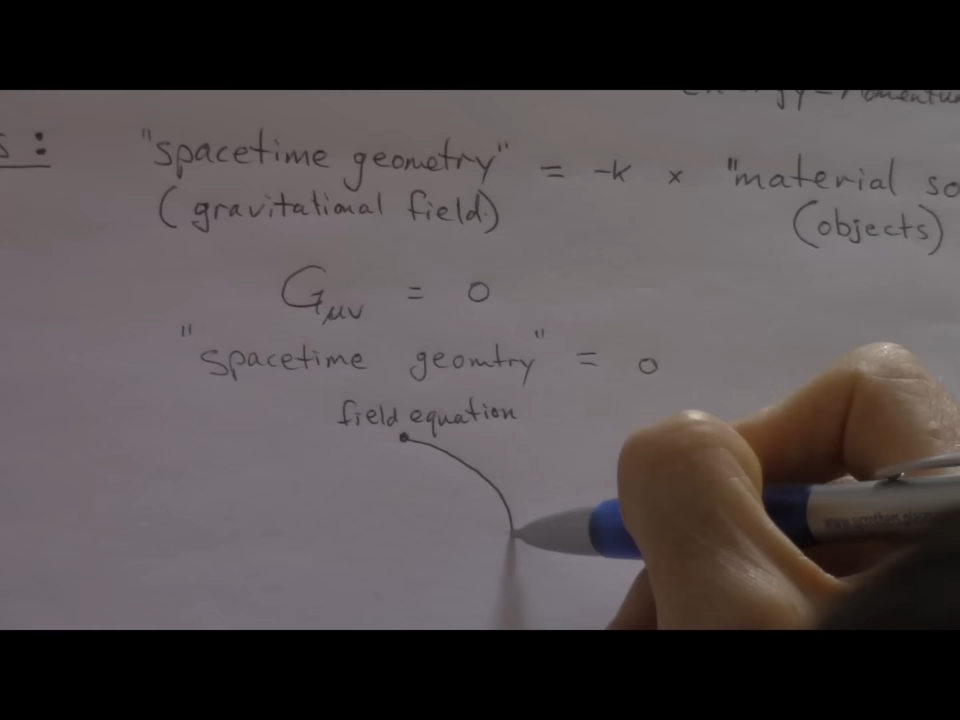 "spacetime geometry" = -k × "material
(gravitational field) (objects)
Gμν = 0
"spacetime geomtry" = 0
field equation